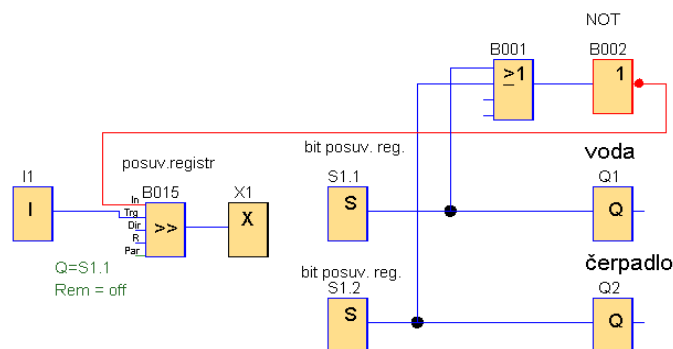 NOT
B001
B002
≥1
1
bit posuv. reg.
voda
posuv.registr
I1
B015
X1
S1.1
Q1
In
Trg
Dir
R
Par
I
>>
X
S
Q
Q=S1.1
Rem = off
bit posuv. reg.
čerpadlo
S1.2
Q2
S
Q